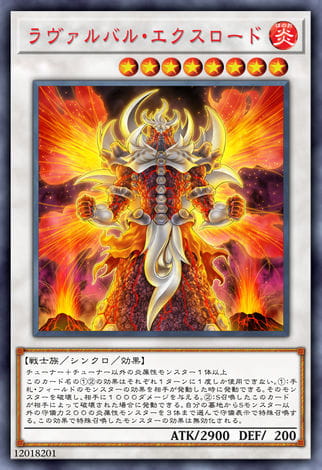 ラヴァルバル・エクスロード
ほのお
炎
【戦士族／シンクロ／効果】
チューナー＋チューナー以外の炎属性モンスター1体以上
このカード名の①②の効果はそれぞれ1ターンに1度しか使用できない。①：手
札・フィールドのモンスターの効果を相手が発動した時に発動できる。そのモンス
ターを破壊し、相手に1000ダメージを与える。②：S召喚したこのカード
が相手によって破壊された場合に発動できる。自分の墓地からSモンスター以
外の守備力200の炎属性モンスターを3体まで選んで守備表示で特殊召喚す
る。この効果で特殊召喚したモンスターの効果は無効化される。
ATK/2900 DEF/ 200
12018201